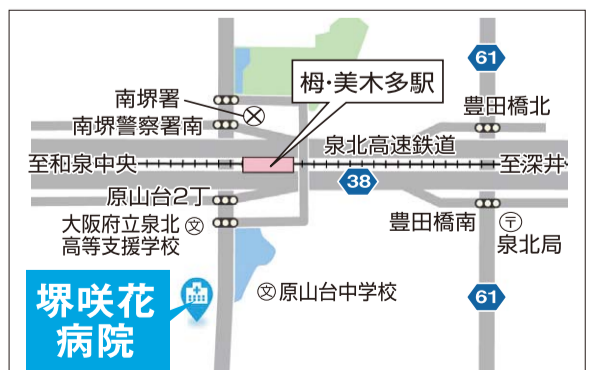 61
栂・美木多駅
南堺署
豊田橋北
南堺警察署南
泉北高速鉄道
至和泉中央
至深井
38
原山台2丁
大阪府立泉北
高等支援学校
文
豊田橋南
〒
泉北局
文
原山台中学校
61
堺咲花
病院